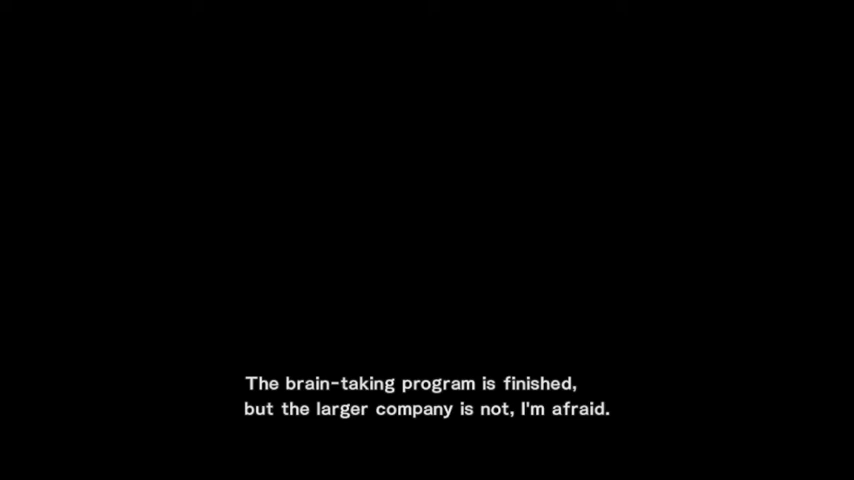 The brain-taking program is finished,
but the larger company is not, I'm afraid.